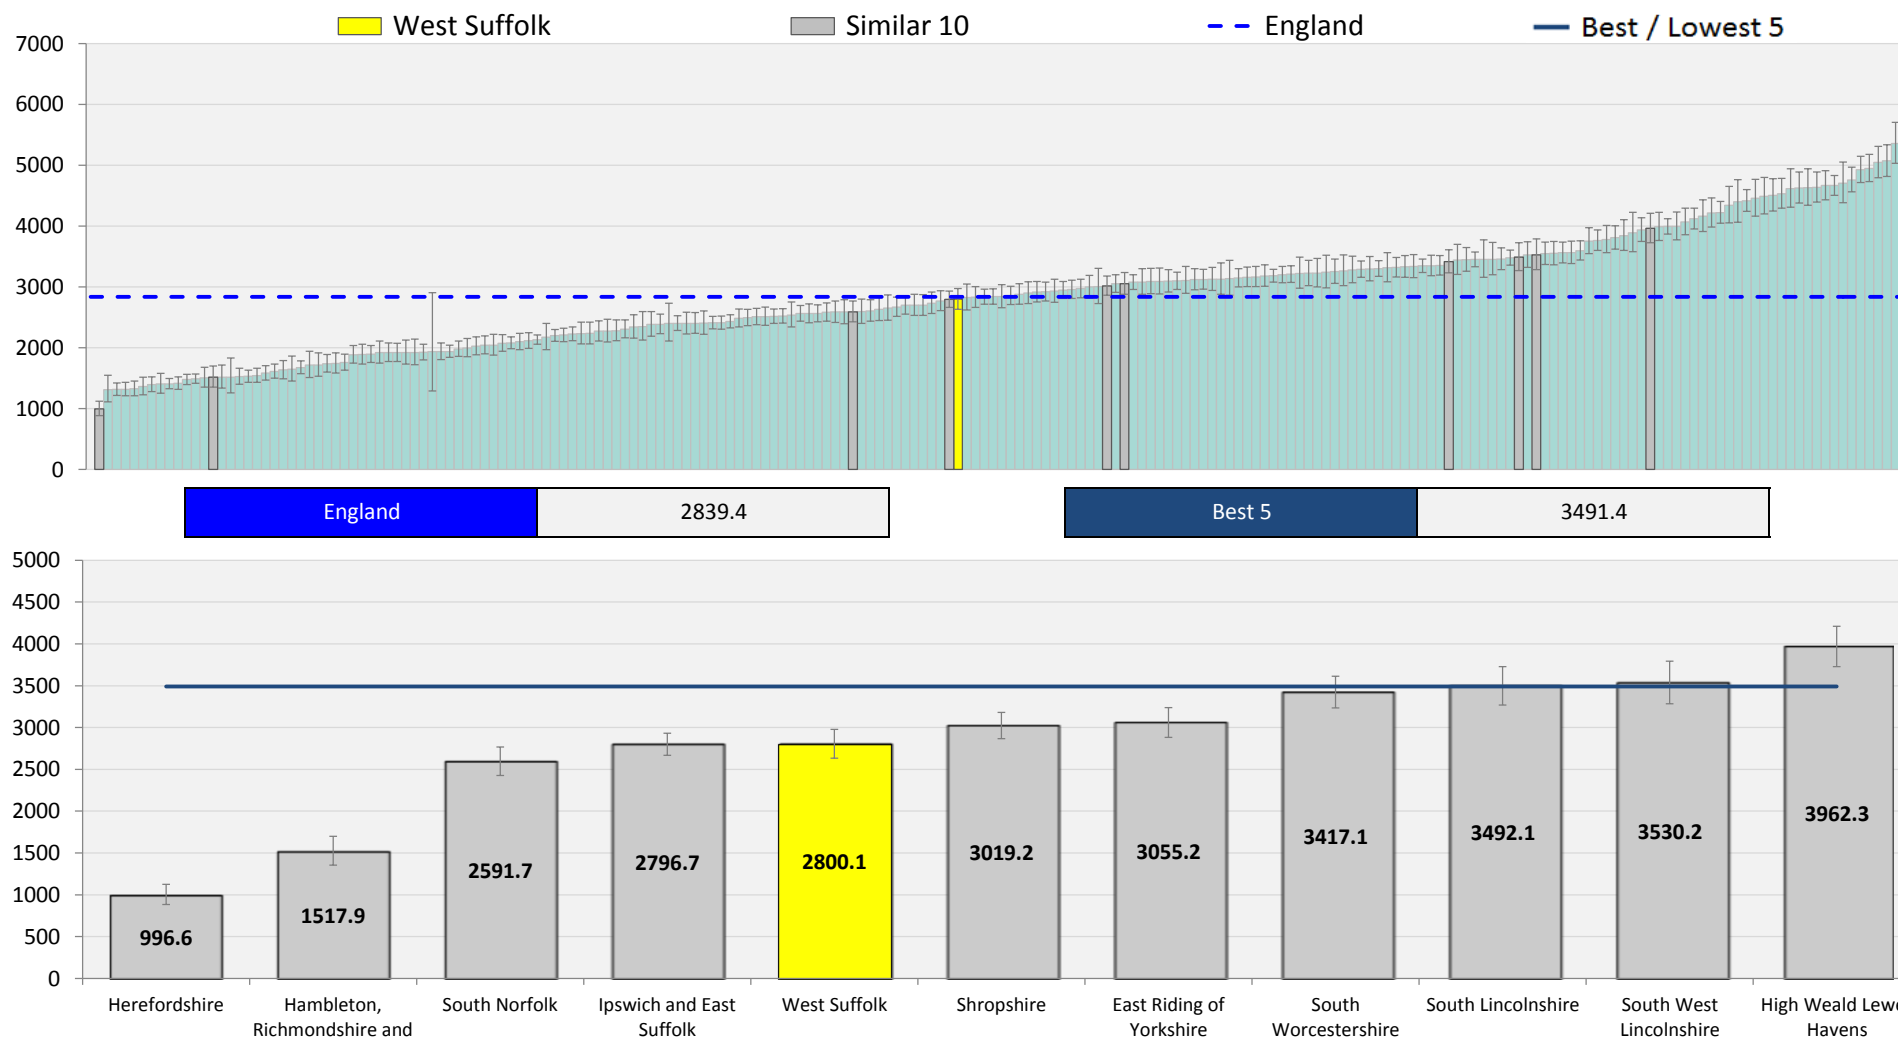 West Suffolk
Similar 10
England
Best / Lowest 5
7000
6000
5000
4000
3000
2000
1000
0
England
2839.4
Best 5
3491.4
5000
4500
4000
3500
3000
2500
2000
1500
1000
500
0
996.6
1517.9
2591.7
2796.7
2800.1
3019.2
3055.2
3417.1
3492.1
3530.2
3962.3
Herefordshire
Hambleton,
Richmondshire and
South Norfolk
Ipswich and East
Suffolk
West Suffolk
Shropshire
East Riding of
Yorkshire
South
Worcestershire
South Lincolnshire
South West
Lincolnshire
High Weald Lewe
Havens